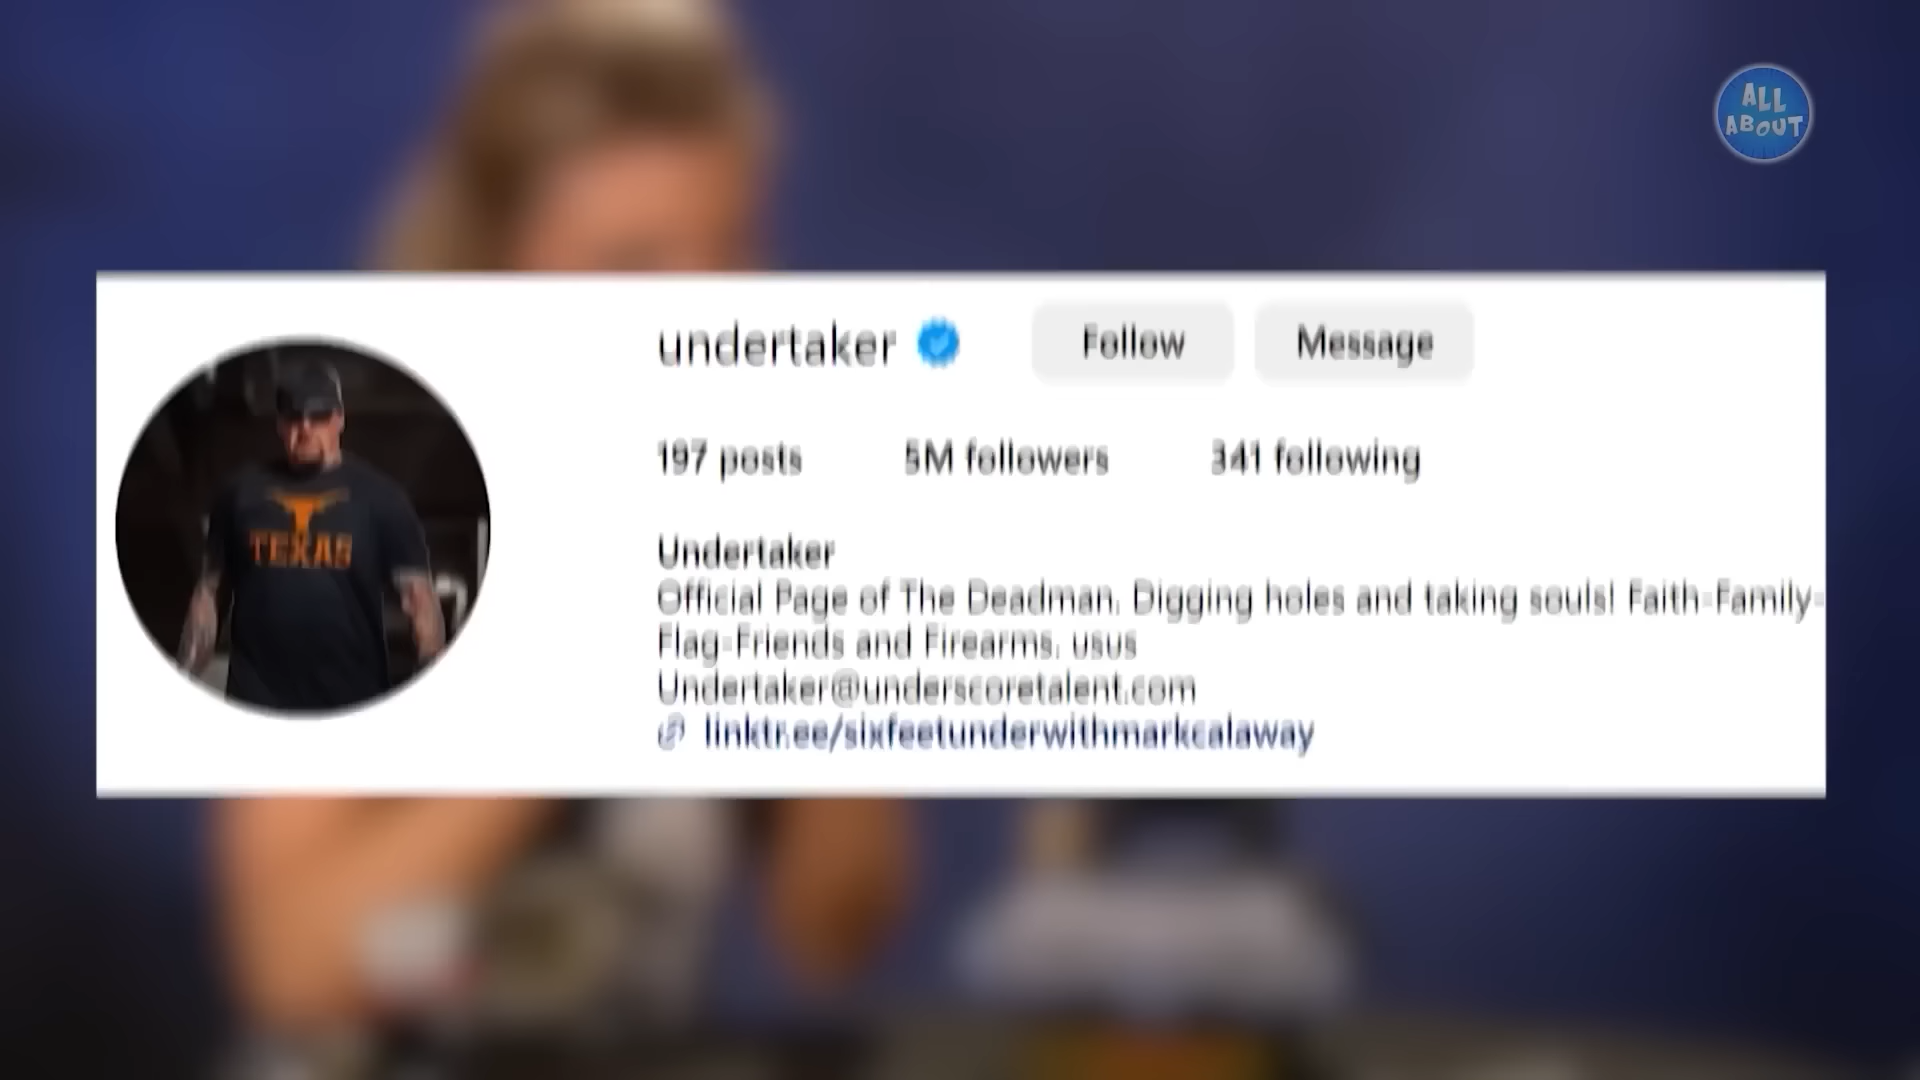 ALL
ABOUT
undertaker
Follow
Message
197 posts
5M followers
341 following
TEXAS
Undertaker
Official Page of The Deadman. Digging holes and taking souls! Faith-Family-
Flag-Friends and Firearms. usus
Undertaker@underscoretalent.com
linktr.ee/sixfeetunderwithmarkcalaway